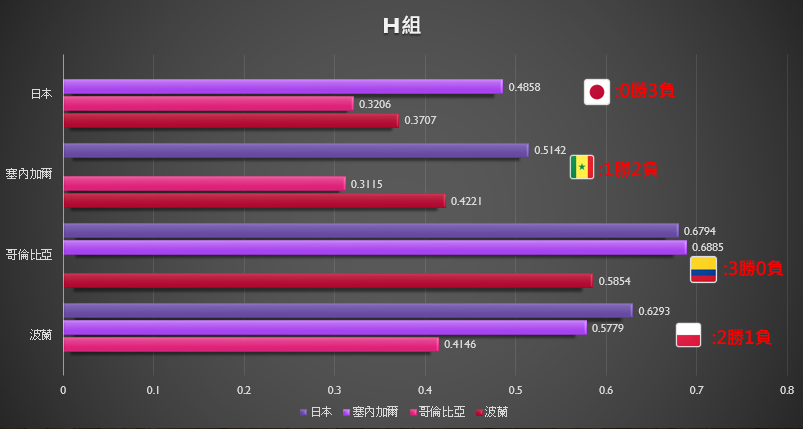 H組
日本
0.4858
0.3206
0.3707
:0勝3負
塞內加爾
0.5142
0.3115
0.4221
:1勝2負
哥倫比亞
0.6794
0.6885
0.5854
:3勝0負
波蘭
0.6293
0.5779
0.4146
:2勝1負
0 0.1 0.2 0.3 0.4 0.5 0.6 0.7 0.8
日本 塞內加爾 哥倫比亞 波蘭